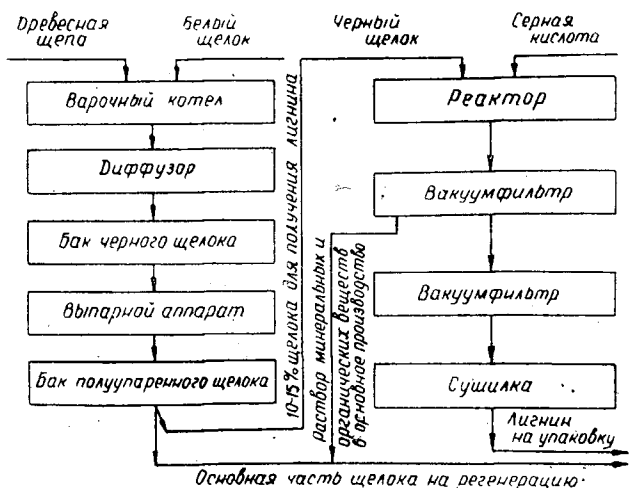 Древесная
щепа
Белый
щелок
Черный
щелок
Серная
кислота
Варочный котел
Диффузор
Бак черного щелока
Выпарной аппарат
Бак полуупаренного щелока
10-15% щелока для получения лигнина
Раствор минеральных и
органических веществ
в основное производство
Реактор
Вакуумфильтр
Вакуумфильтр
Сушилка
Лигнин
на упаковку
Основная часть щелока на регенерацию